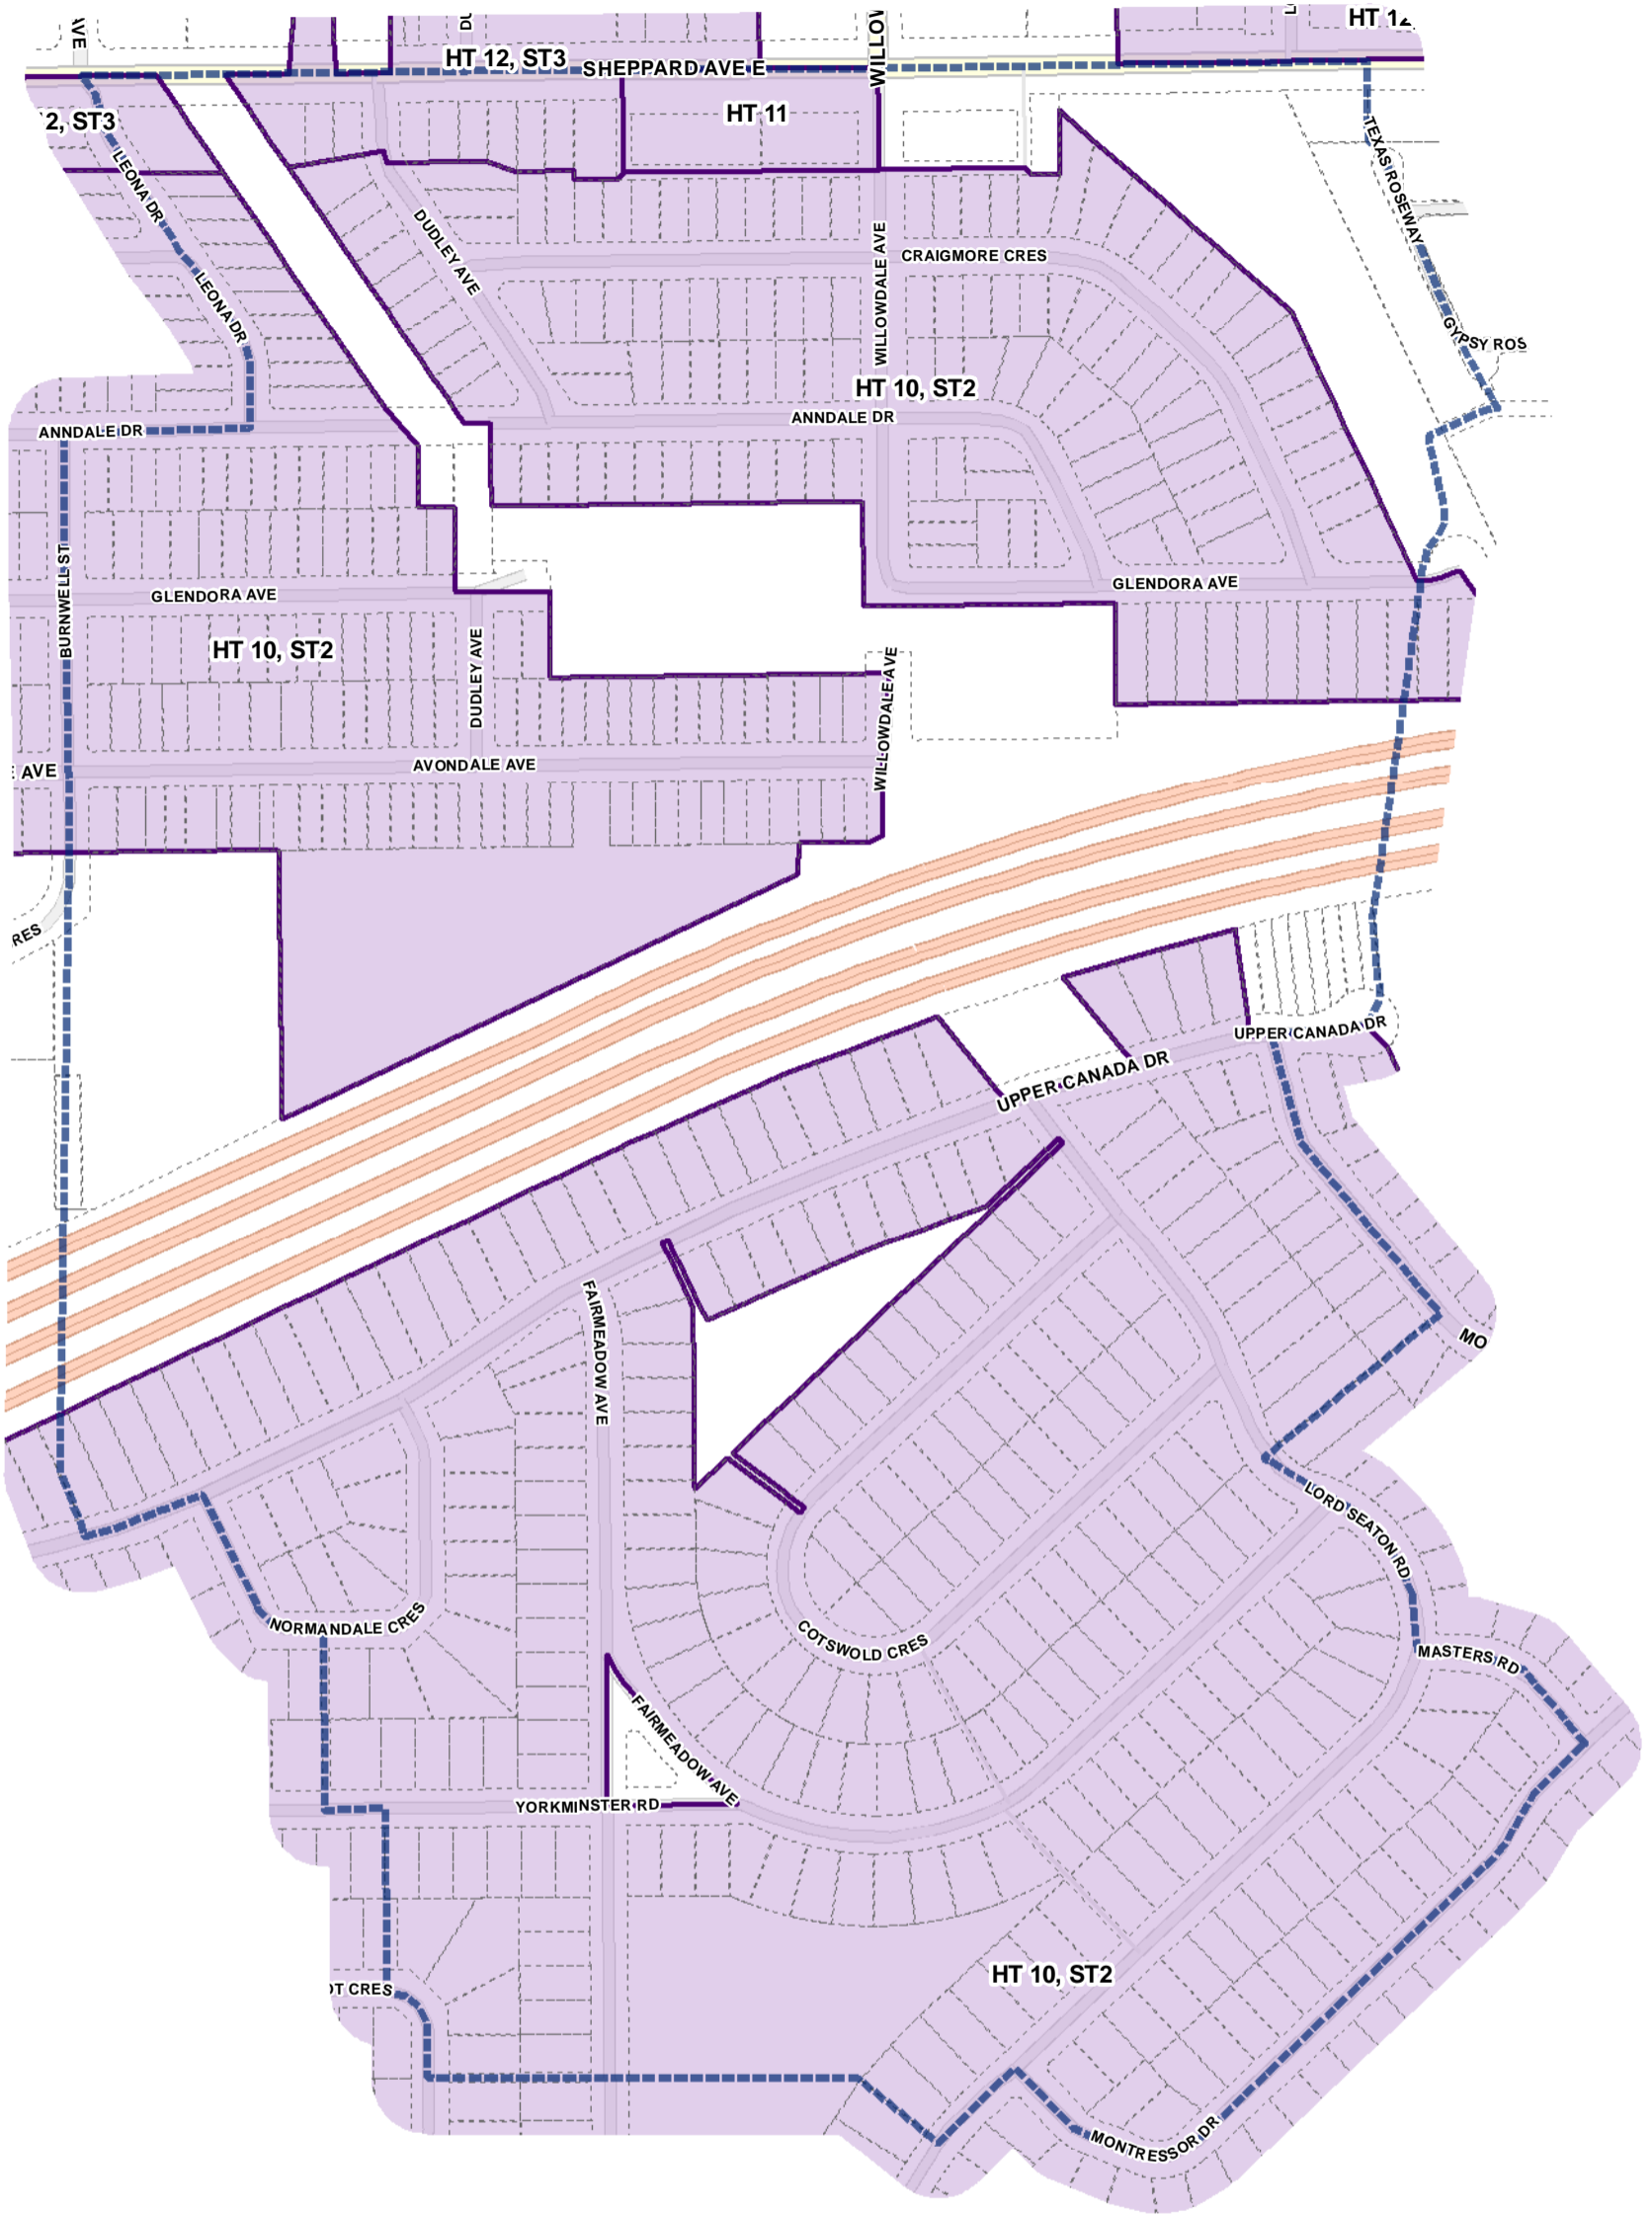 AVE
DU
WILLOW
L
HT 12
HT 12, ST3
SHEPPARD AVE E
2, ST3
HT 11
TEXAS ROSEWAY
LEONA DR
DUDLEY AVE
WILLOWDALE AVE
CRAIGMORE CRES
LEONA DR
GYPSY ROS
HT 10, ST2
ANNDALE DR
ANNDALE DR
BURNWELL ST
GLENDORA AVE
GLENDORA AVE
HT 10, ST2
DUDLEY AVE
WILLOWDALE AVE
E AVE
AVONDALE AVE
RES
UPPER CANADA DR
UPPER CANADA DR
FAIRMEADOW AVE
MO
LORD SEATON RD
NORMANDALE CRES
COTSWOLD CRES
MASTERS RD
FAIRMEADOW AVE
YORKMINSTER RD
HT 10, ST2
OT CRES
MONTRESSOR DR